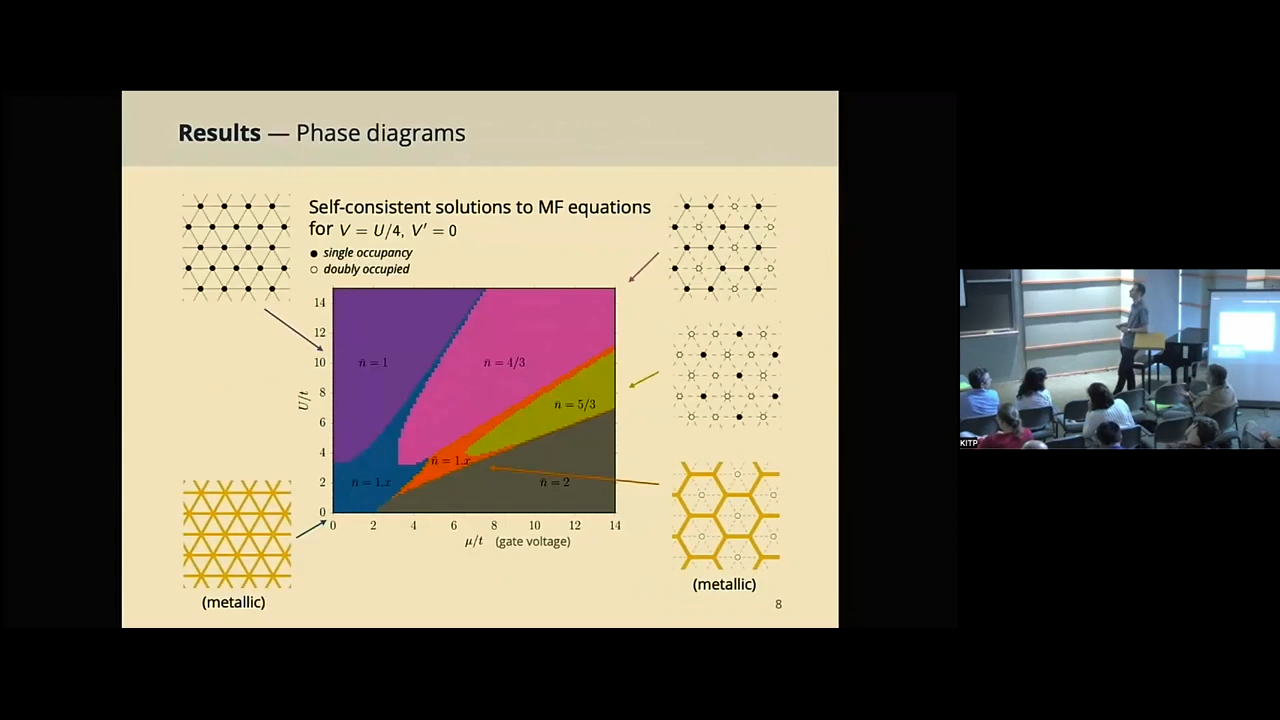 Results — Phase diagrams
Self-consistent solutions to MF equations
for V = U/4, V′ = 0
● single occupancy
○ doubly occupied
14
12
10
8
6
4
2
0
U/t
n̄ = 1
n̄ = 4/3
n̄ = 5/3
n̄ = 1.x
n̄ = 1.x
n̄ = 2
0 2 4 6 8 10 12 14
μ/t (gate voltage)
(metallic)
(metallic)
8
KITP